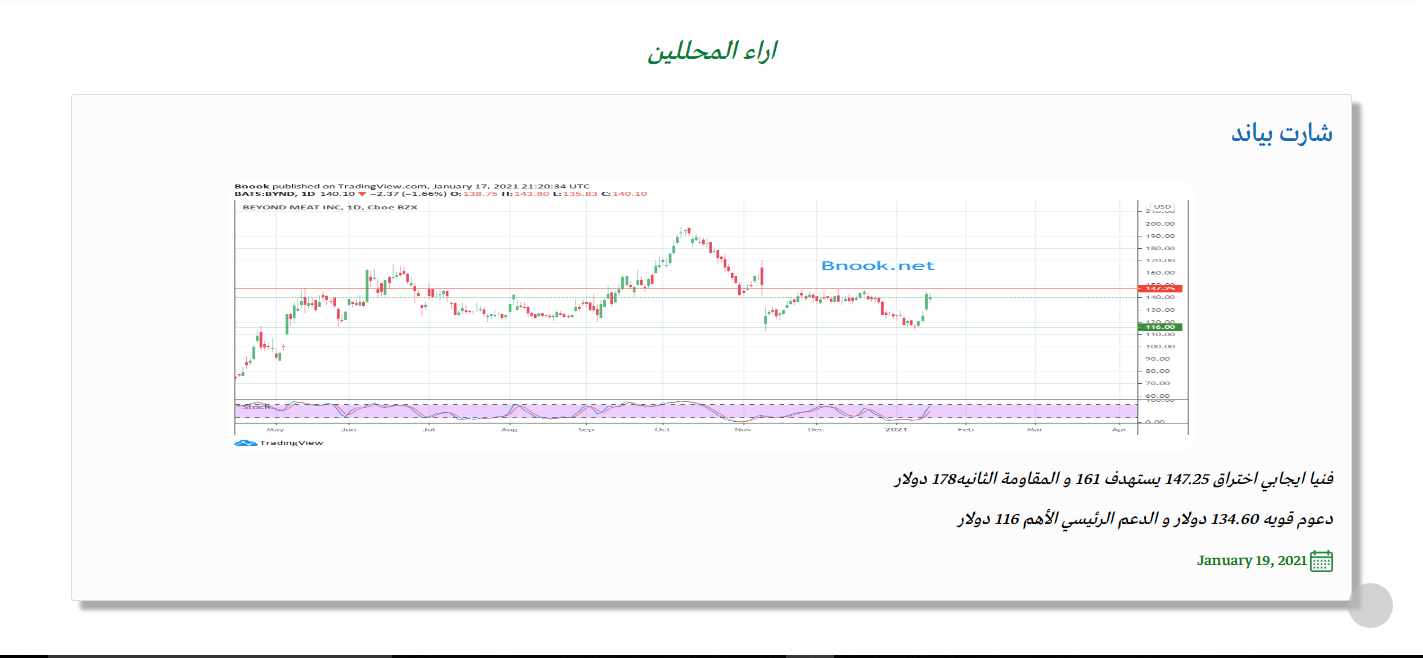 اراء المحللين
شارت بياند
Bnook published on TradingView.com, January 17, 2021 21:20:34 UTC
BATS:BYND, 1D 140.10 ▼ −2.37 (−1.66%) O:138.75 H:143.80 L:135.83 C:140.10
BEYOND MEAT INC, 1D, Cboe BZX
USD
200.00
190.00
180.00
170.00
Bnook.net
160.00
147.25
140.00
130.00
120.00
116.00
110.00
100.00
90.00
80.00
70.00
60.00
Stoch
100.00
0.00
May Jun Jul Aug Sep Oct Nov Dec 2021 Feb Mar Apr
TradingView
فنيا ايجابي اختراق 147.25 يستهدف 161 و المقاومة الثانيه178 دولار
دعوم قويه 134.60 دولار و الدعم الرئيسي الأهم 116 دولار
January 19, 2021